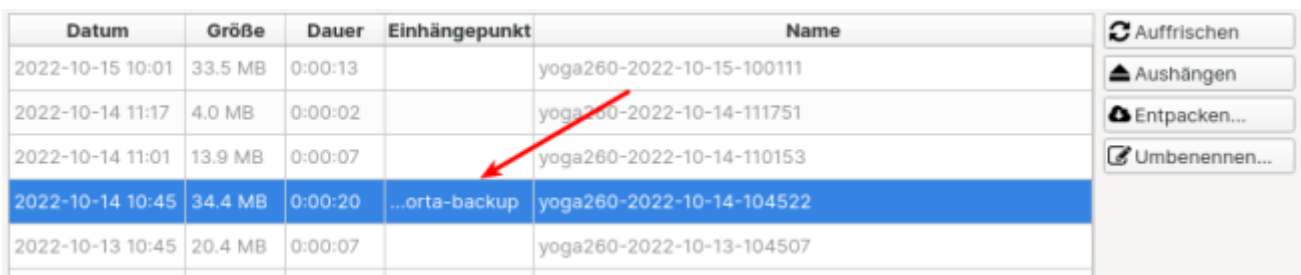 Datum Größe Dauer Einhängepunkt Name
2022-10-15 10:01 33.5 MB 0:00:13 yoga260-2022-10-15-100111
2022-10-14 11:17 4.0 MB 0:00:02 yoga260-2022-10-14-111751
2022-10-14 11:01 13.9 MB 0:00:07 yoga260-2022-10-14-110153
2022-10-14 10:45 34.4 MB 0:00:20 ...orta-backup yoga260-2022-10-14-104522
2022-10-13 10:45 20.4 MB 0:00:07 yoga260-2022-10-13-104507
Auffrischen
Aushängen
Entpacken...
Umbenennen...